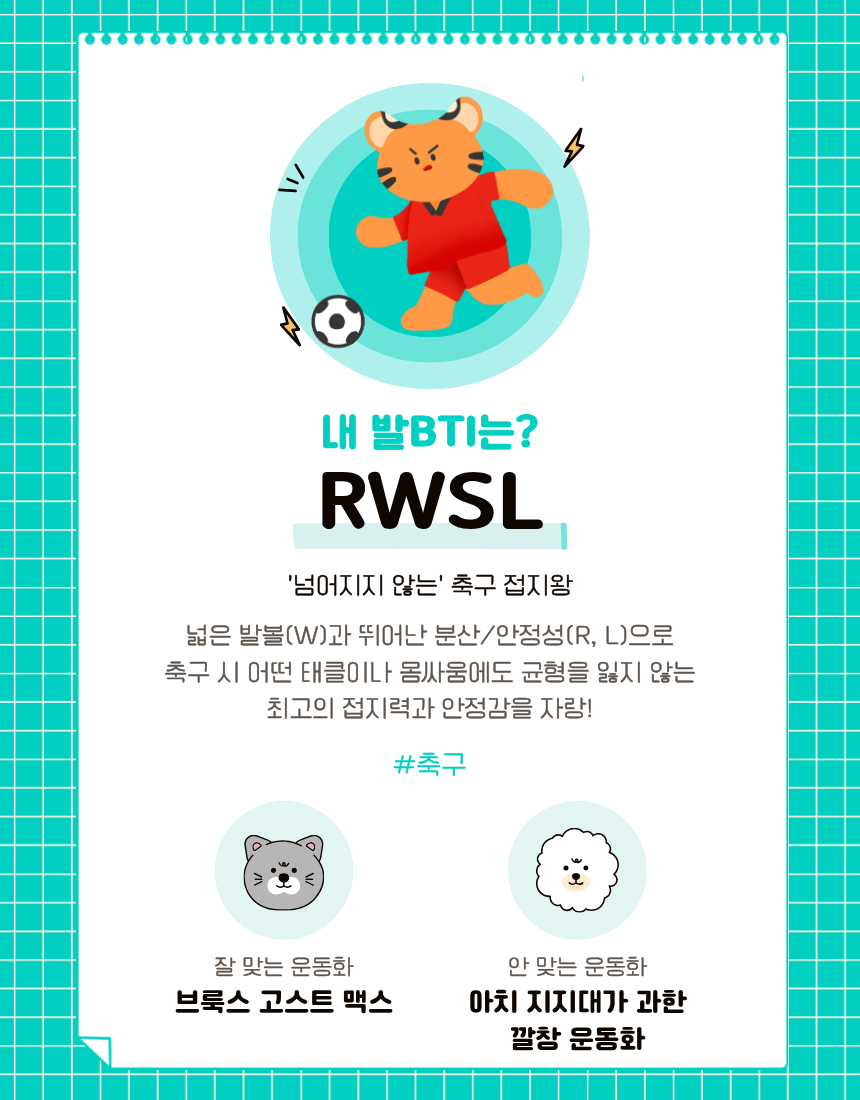 내 발BTI는?
RWSL
'넘어지지 않는' 축구 접지왕
넓은 발볼(W)과 뛰어난 분산/안정성(R, L)으로
축구 시 어떤 태클이나 몸싸움에도 균형을 잃지 않는
최고의 접지력과 안정감을 자랑!
#축구
잘 맞는 운동화
브룩스 고스트 맥스
안 맞는 운동화
아치 지지대가 과한
깔창 운동화